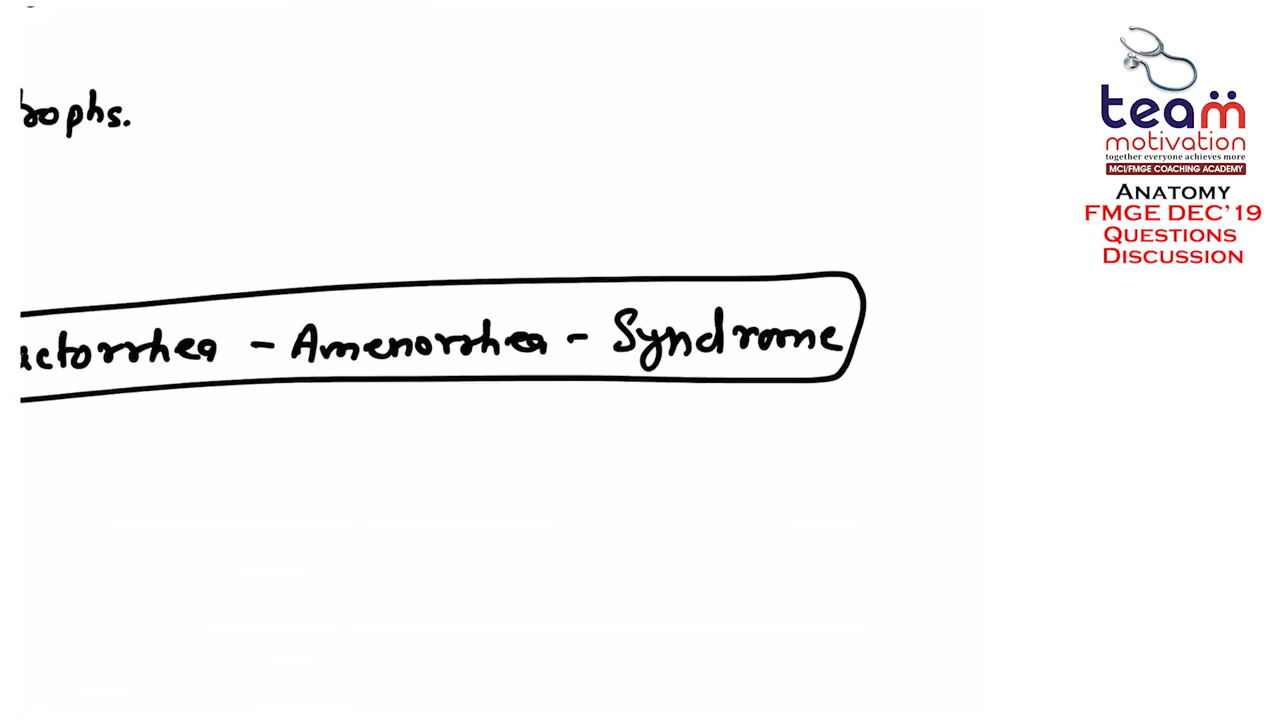 trophs.
actorrhea - Amenorrhea - Syndrome
team
motivation
together everyone achieves more
MCI/FMGE COACHING ACADEMY
ANATOMY
FMGE DEC'19
QUESTIONS
DISCUSSION